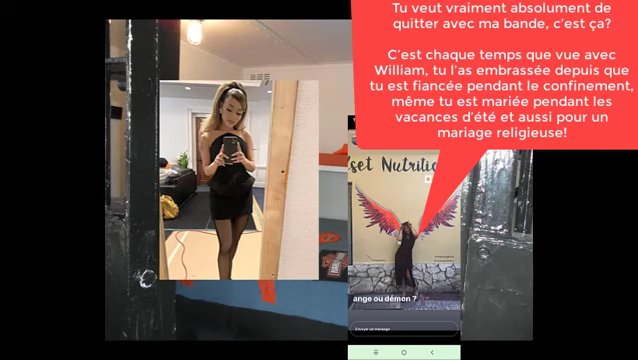 Tu veut vraiment absolument de
quitter avec ma bande, c'est ça?
C'est chaque temps que vue avec
William, tu l'as embrassée depuis que
tu est fiancée pendant le confinement,
même tu est mariée pendant les
vacances d'été et aussi pour un
mariage religieuse!
set Nutritio
ange ou démon ?
Envoyer un message